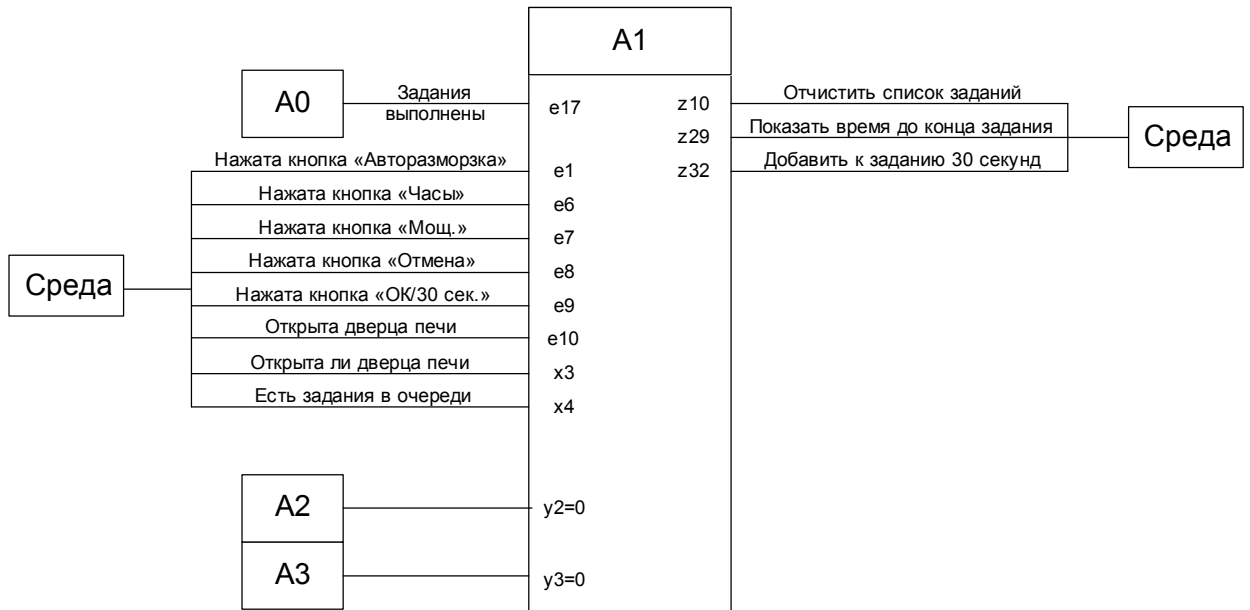 A1
A0
Задания
выполнены
e17
z10
Отчистить список заданий
z29
Показать время до конца задания
z32
Добавить к заданию 30 секунд
Среда
Нажата кнопка «Авторазморзка»
e1
Нажата кнопка «Часы»
e6
Нажата кнопка «Мощ.»
e7
Нажата кнопка «Отмена»
e8
Нажата кнопка «ОК/30 сек.»
e9
Открыта дверца печи
e10
Открыта ли дверца печи
x3
Есть задания в очереди
x4
Среда
A2
y2=0
A3
y3=0